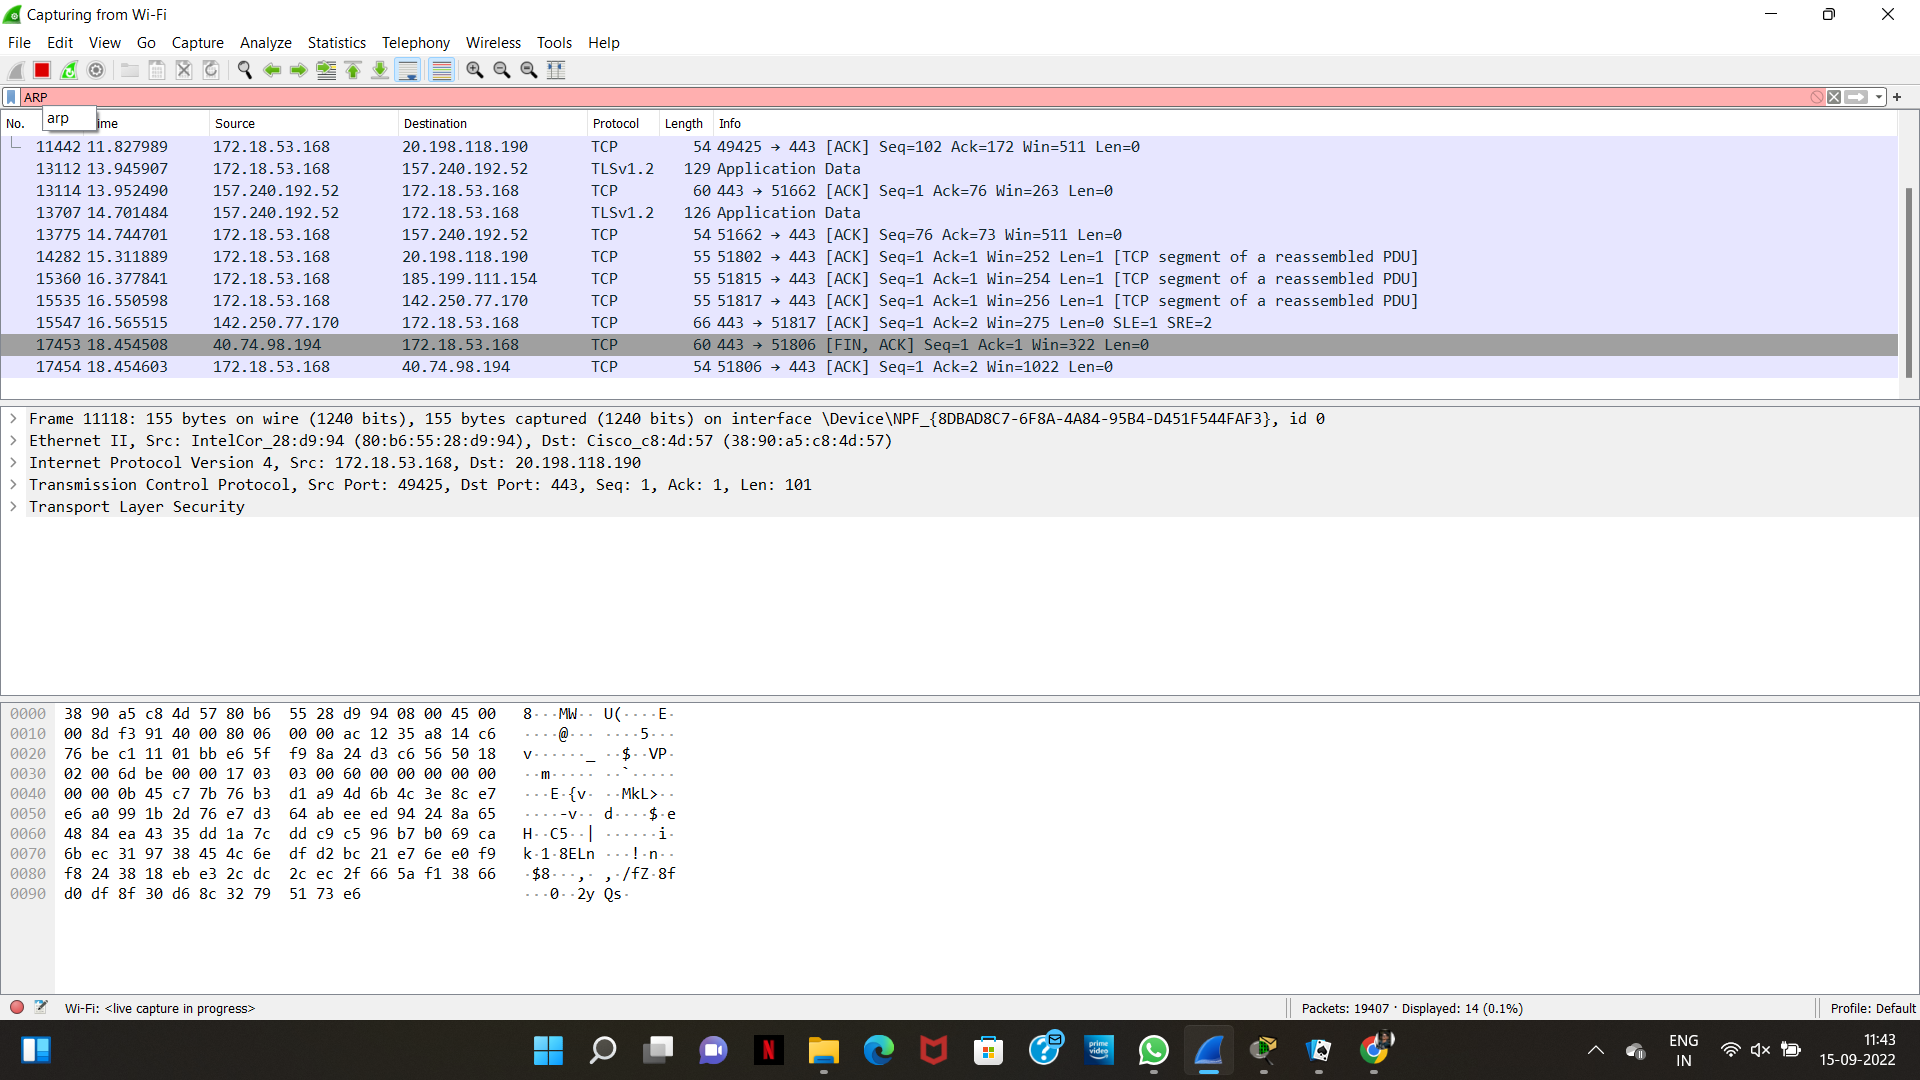 Capturing from Wi-Fi
File Edit View Go Capture Analyze Statistics Telephony Wireless Tools Help
ARP
arp
No. ime Source Destination Protocol Length Info
11442 11.827989 172.18.53.168 20.198.118.190 TCP 54 49425 → 443 [ACK] Seq=102 Ack=172 Win=511 Len=0
13112 13.945907 172.18.53.168 157.240.192.52 TLSv1.2 129 Application Data
13114 13.952490 157.240.192.52 172.18.53.168 TCP 60 443 → 51662 [ACK] Seq=1 Ack=76 Win=263 Len=0
13707 14.701484 157.240.192.52 172.18.53.168 TLSv1.2 126 Application Data
13775 14.744701 172.18.53.168 157.240.192.52 TCP 54 51662 → 443 [ACK] Seq=76 Ack=73 Win=511 Len=0
14282 15.311889 172.18.53.168 20.198.118.190 TCP 55 51802 → 443 [ACK] Seq=1 Ack=1 Win=252 Len=1 [TCP segment of a reassembled PDU]
15360 16.377841 172.18.53.168 185.199.111.154 TCP 55 51815 → 443 [ACK] Seq=1 Ack=1 Win=254 Len=1 [TCP segment of a reassembled PDU]
15535 16.550598 172.18.53.168 142.250.77.170 TCP 55 51817 → 443 [ACK] Seq=1 Ack=1 Win=256 Len=1 [TCP segment of a reassembled PDU]
15547 16.565515 142.250.77.170 172.18.53.168 TCP 66 443 → 51817 [ACK] Seq=1 Ack=2 Win=275 Len=0 SLE=1 SRE=2
17453 18.454508 40.74.98.194 172.18.53.168 TCP 60 443 → 51806 [FIN, ACK] Seq=1 Ack=1 Win=322 Len=0
17454 18.454603 172.18.53.168 40.74.98.194 TCP 54 51806 → 443 [ACK] Seq=1 Ack=2 Win=1022 Len=0
Frame 11118: 155 bytes on wire (1240 bits), 155 bytes captured (1240 bits) on interface \Device\NPF_{8DBAD8C7-6F8A-4A84-95B4-D451F544FAF3}, id 0
Ethernet II, Src: IntelCor_28:d9:94 (80:b6:55:28:d9:94), Dst: Cisco_c8:4d:57 (38:90:a5:c8:4d:57)
Internet Protocol Version 4, Src: 172.18.53.168, Dst: 20.198.118.190
Transmission Control Protocol, Src Port: 49425, Dst Port: 443, Seq: 1, Ack: 1, Len: 101
Transport Layer Security
0000 38 90 a5 c8 4d 57 80 b6 55 28 d9 94 08 00 45 00 8···MW·· U(····E·
0010 00 8d f3 91 40 00 80 06 00 00 ac 12 35 a8 14 c6 ····@··· ····5···
0020 76 be c1 11 01 bb e6 5f f9 8a 24 d3 c6 56 50 18 v······_ ··$··VP·
0030 02 00 6d be 00 00 17 03 03 00 60 00 00 00 00 00 ··m····· ··`·····
0040 00 00 0b 45 c7 7b 76 b3 d1 a9 4d 6b 4c 3e 8c e7 ···E·{v· ··MkL>··
0050 e6 a0 99 1b 2d 76 e7 d3 64 ab ee ed 94 24 8a 65 ····-v·· d····$·e
0060 48 84 ea 43 35 dd 1a 7c dd c9 c5 96 b7 b0 69 ca H··C5··| ······i·
0070 6b ec 31 97 38 45 4c 6e df d2 bc 21 e7 6e e0 f9 k·1·8ELn ···!·n··
0080 f8 24 38 18 eb e3 2c dc 2c ec 2f 66 5a f1 38 66 ·$8···,· ,·/fZ·8f
0090 d0 df 8f 30 d6 8c 32 79 51 73 e6 ···0··2y Qs·
Wi-Fi: <live capture in progress> Packets: 19407 · Displayed: 14 (0.1%) Profile: Default
N
prime video
ENG
IN
11:43
15-09-2022